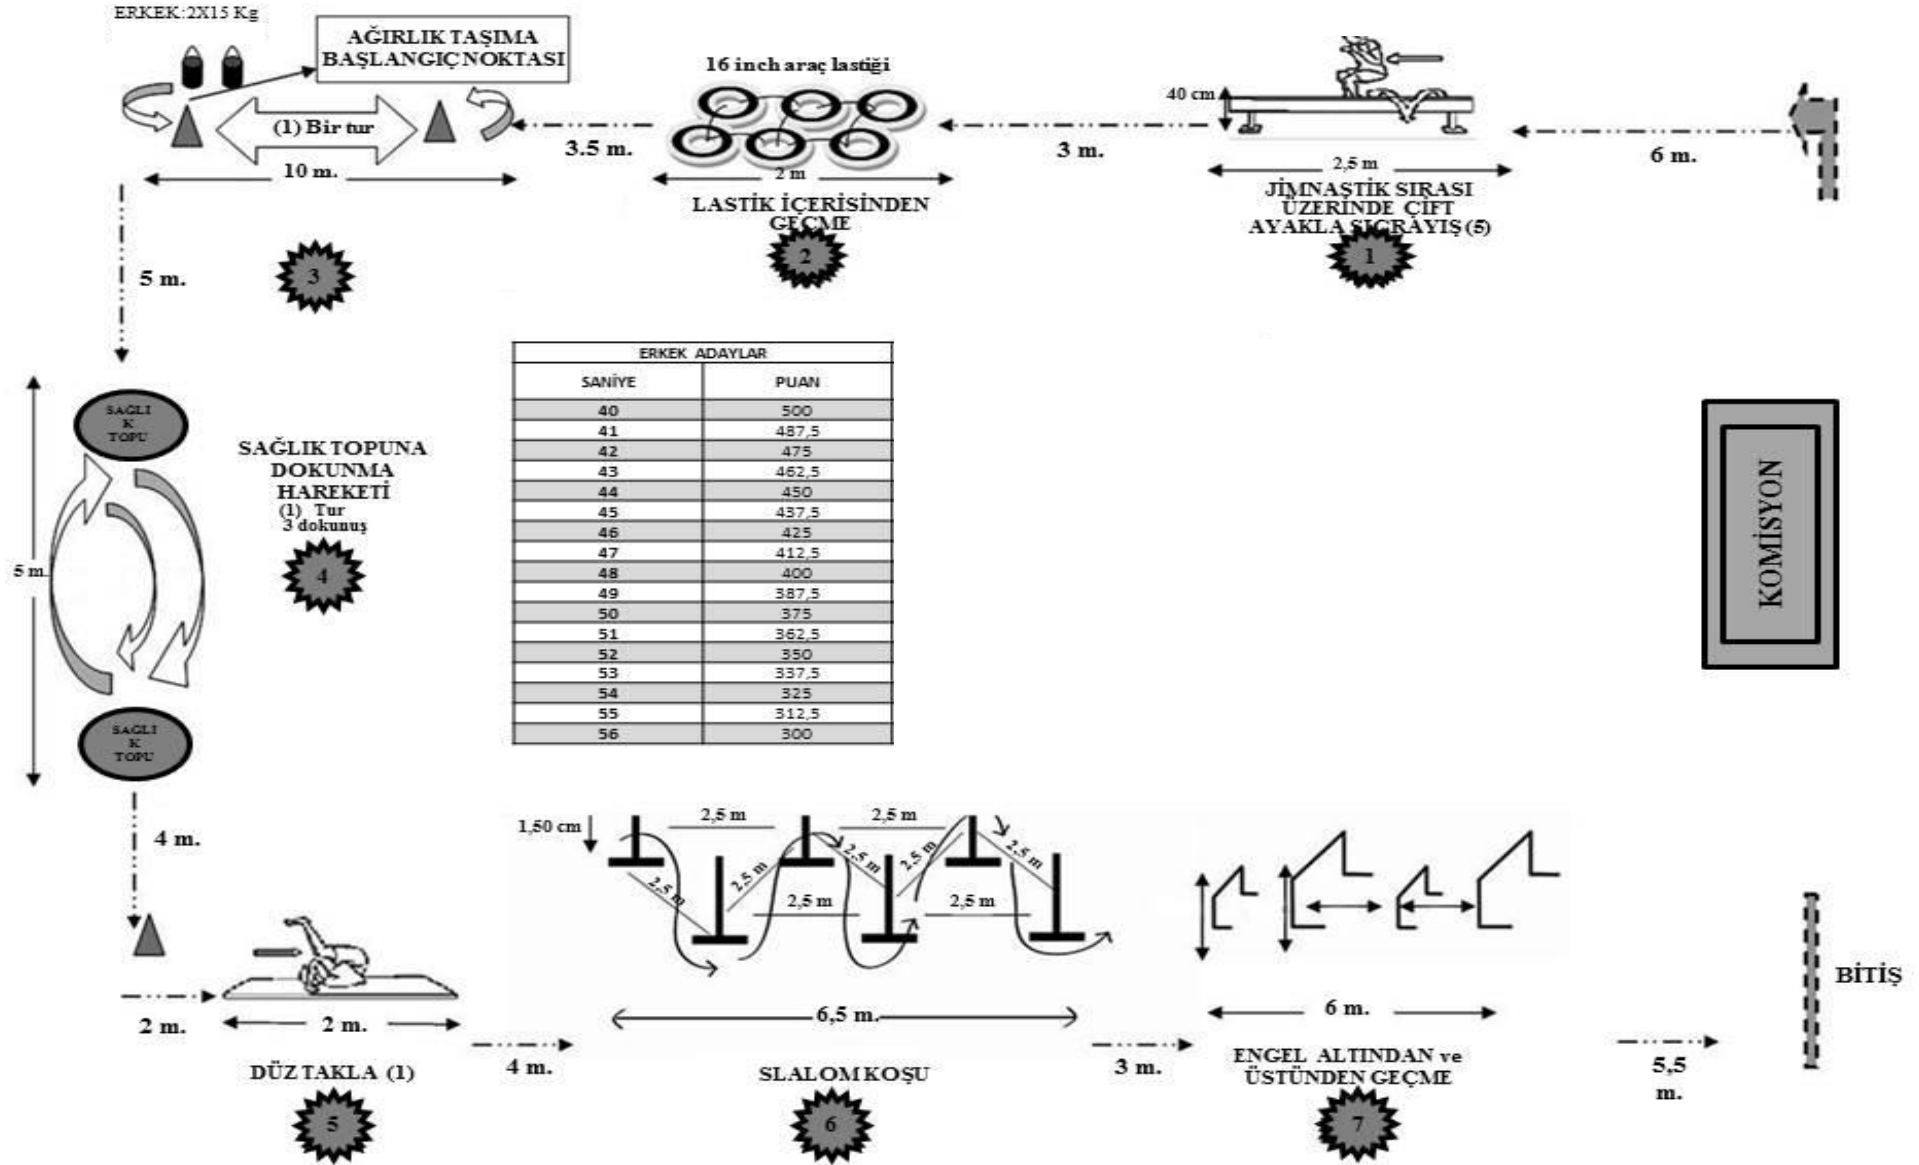 ERKEK:2X15 Kg
AĞIRLIK TAŞIMA
BAŞLANGIÇ NOKTASI
(1) Bir tur
10 m.
3
3.5 m.
16 inch araç lastiği
2 m
LASTİK İÇERİSİNDEN
GEÇME
2
3 m.
40 cm
2,5 m
JİMNASTİK SIRASI
ÜZERİNDE ÇİFT
AYAKLA SIÇRAYIŞ (5)
1
6 m.
5 m.
SAĞLI
K
TOPU
5 m.
SAĞLIK TOPUNA
DOKUNMA
HAREKETİ
(1) Tur
3 dokunuş
4
SAĞLI
K
TOPU
ERKEK ADAYLAR
SANİYE PUAN
40 500
41 487,5
42 475
43 462,5
44 450
45 437,5
46 425
47 412,5
48 400
49 387,5
50 375
51 362,5
52 350
53 337,5
54 325
55 312,5
56 300
KOMİSYON
4 m.
2 m.
2 m.
DÜZ TAKLA (1)
5
4 m.
1,50 cm
2,5 m
2,5 m
2,5 m
2,5 m
2,5 m
2,5 m
2,5 m
2,5 m
2,5 m
6,5 m.
SLALOM KOŞU
6
3 m.
6 m.
ENGEL ALTINDAN ve
ÜSTÜNDEN GEÇME
7
5,5
m.
BİTİŞ